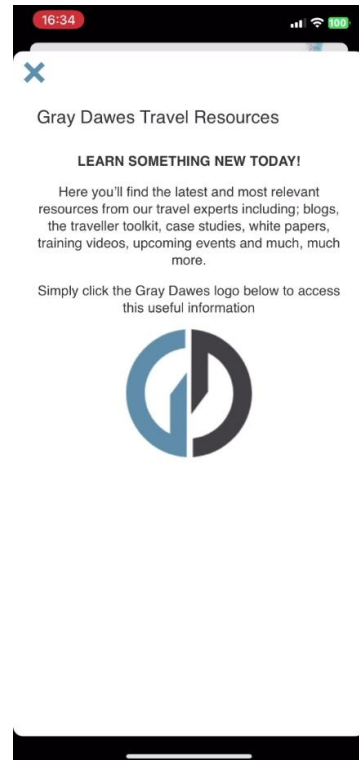 16:34
100
Gray Dawes Travel Resources
LEARN SOMETHING NEW TODAY!
Here you'll find the latest and most relevant
resources from our travel experts including; blogs,
the traveller toolkit, case studies, white papers,
training videos, upcoming events and much, much
more.
Simply click the Gray Dawes logo below to access
this useful information